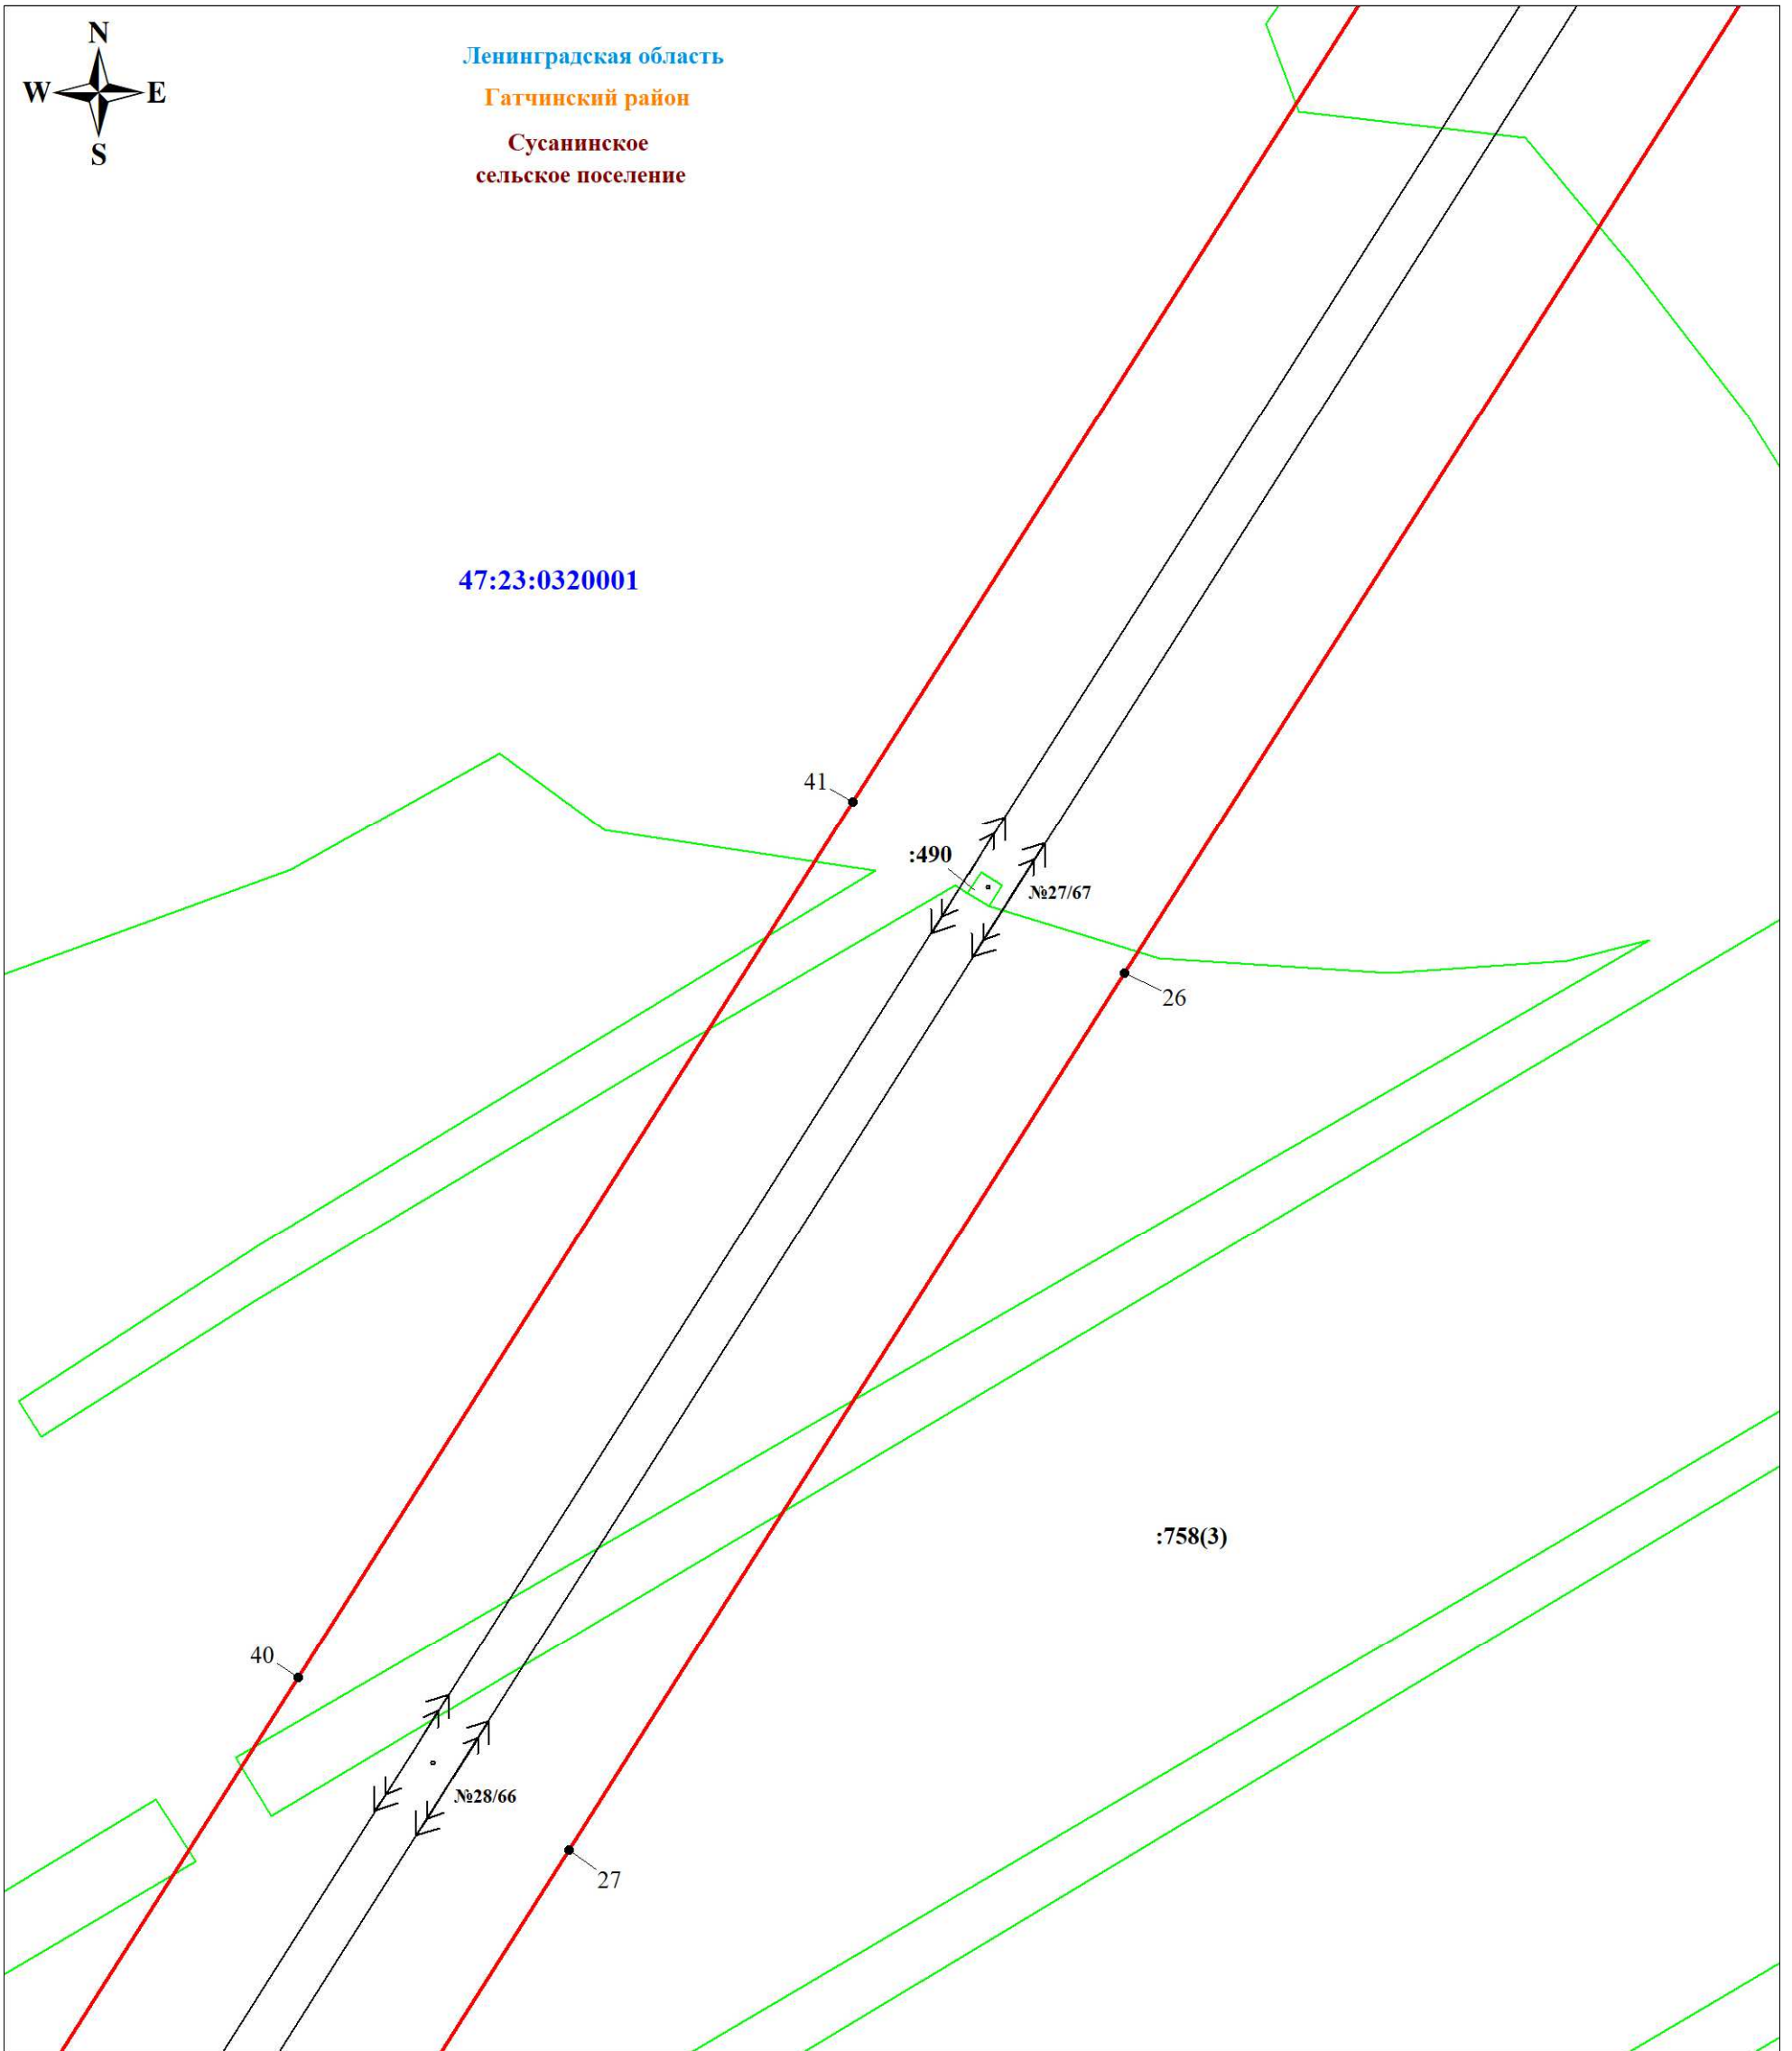 N
W E
S
Ленинградская область
Гатчинский район
Сусанинское
сельское поселение
47:23:0320001
41
:490
№27/67
26
:758(3)
40
№28/66
27